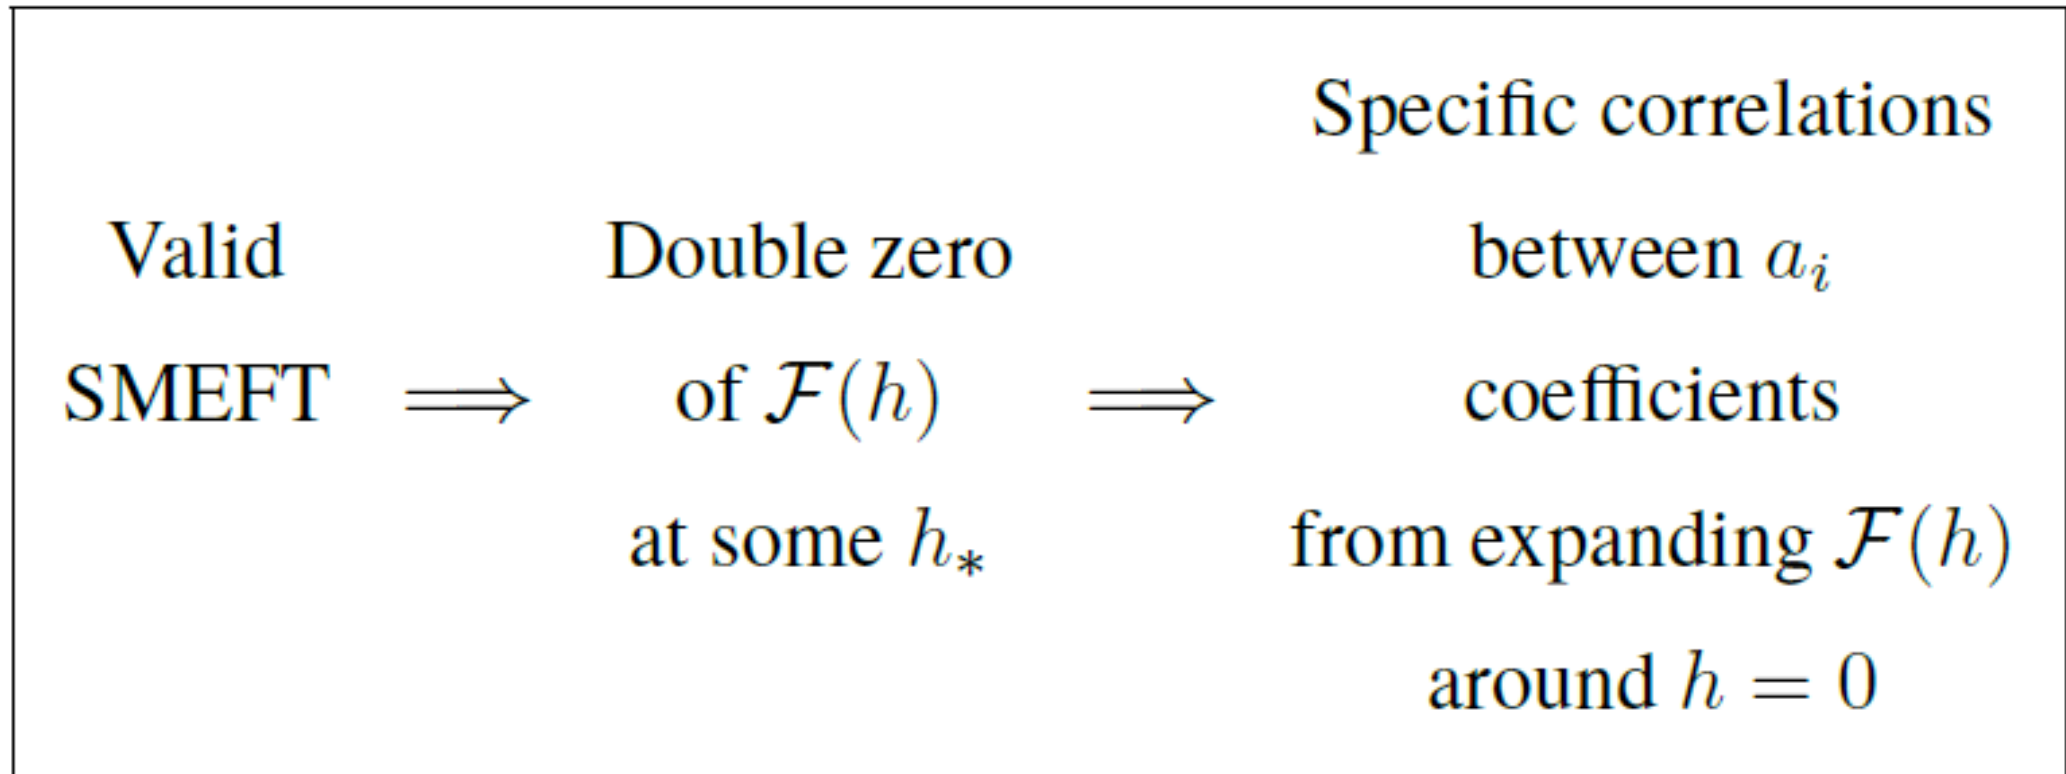 Specific correlations
Valid Double zero between $a_i$
SMEFT $\Longrightarrow$ of $\mathcal{F}(h)$ $\Longrightarrow$ coefficients
at some $h_*$ from expanding $\mathcal{F}(h)$
around $h = 0$